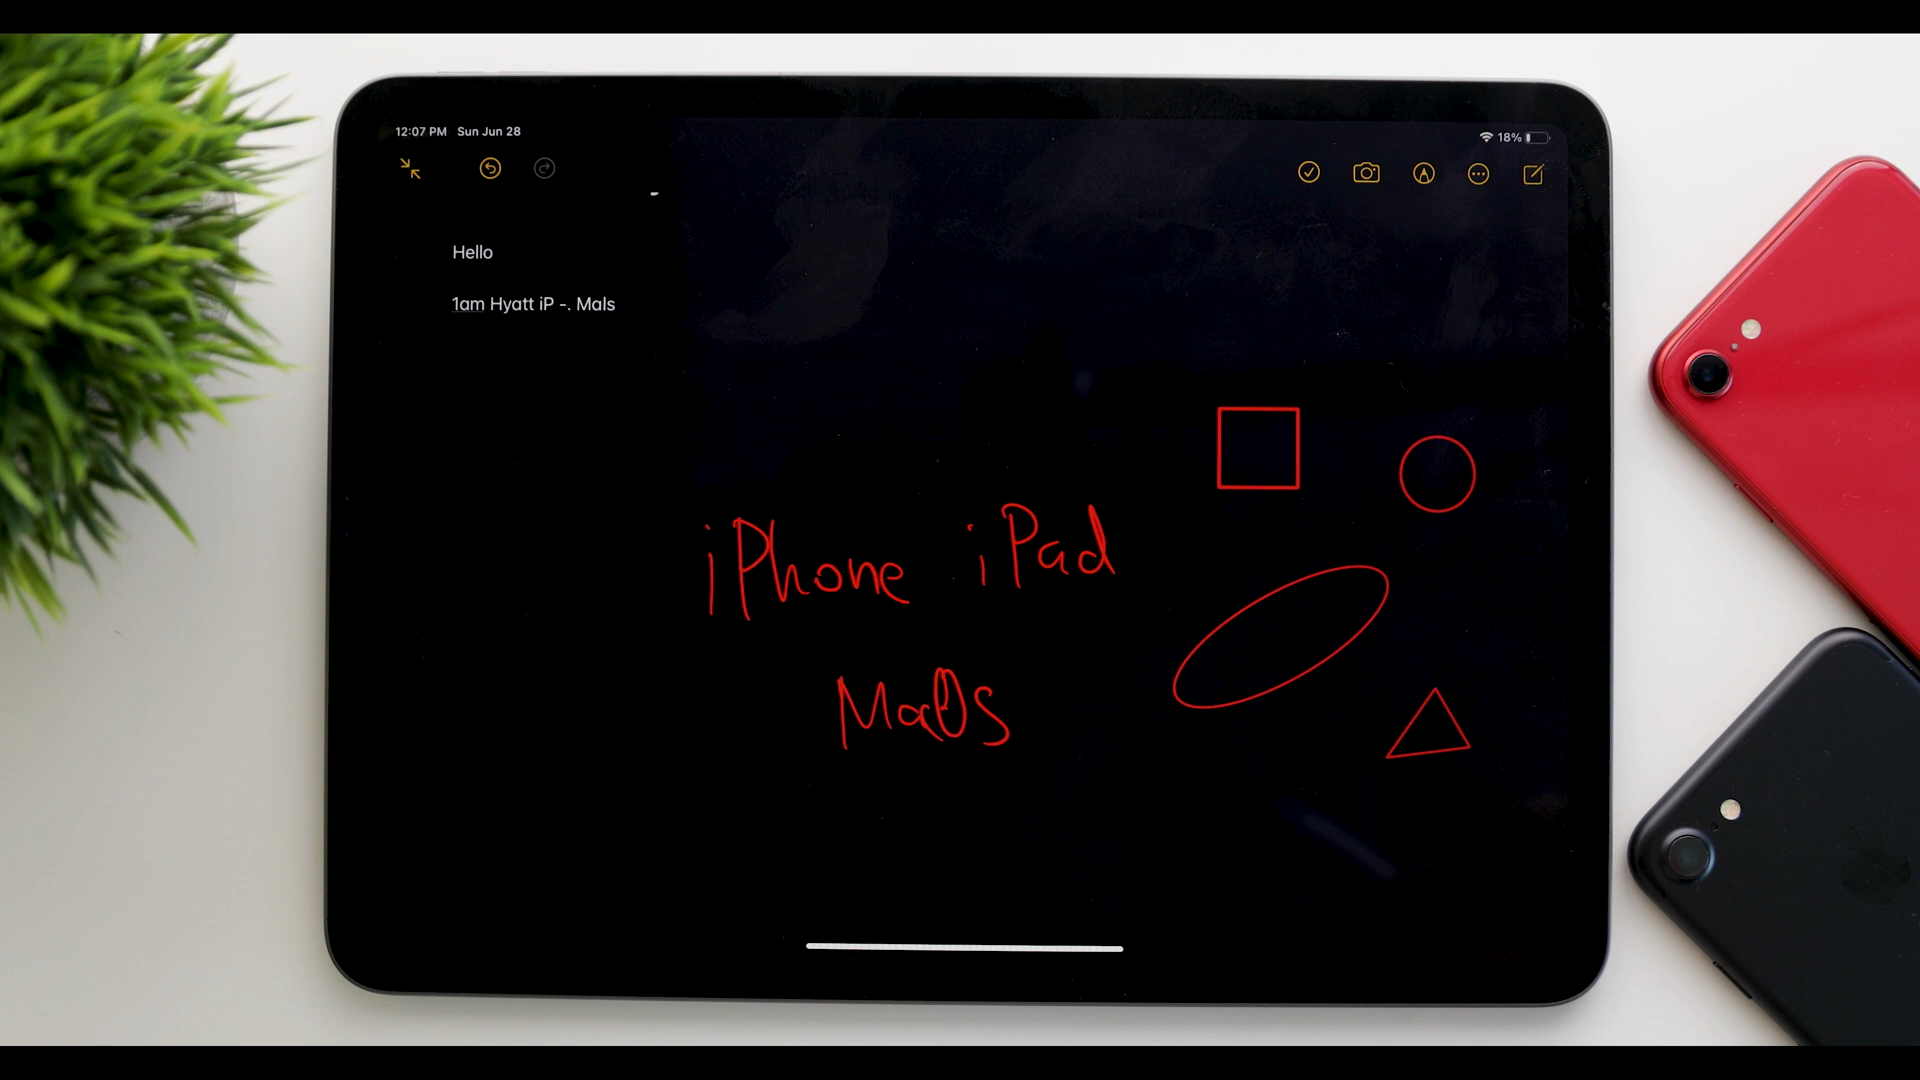 12:07 PM Sun Jun 28
18%
Hello
1am Hyatt iP -. Mals
iPhone iPad
MacOS